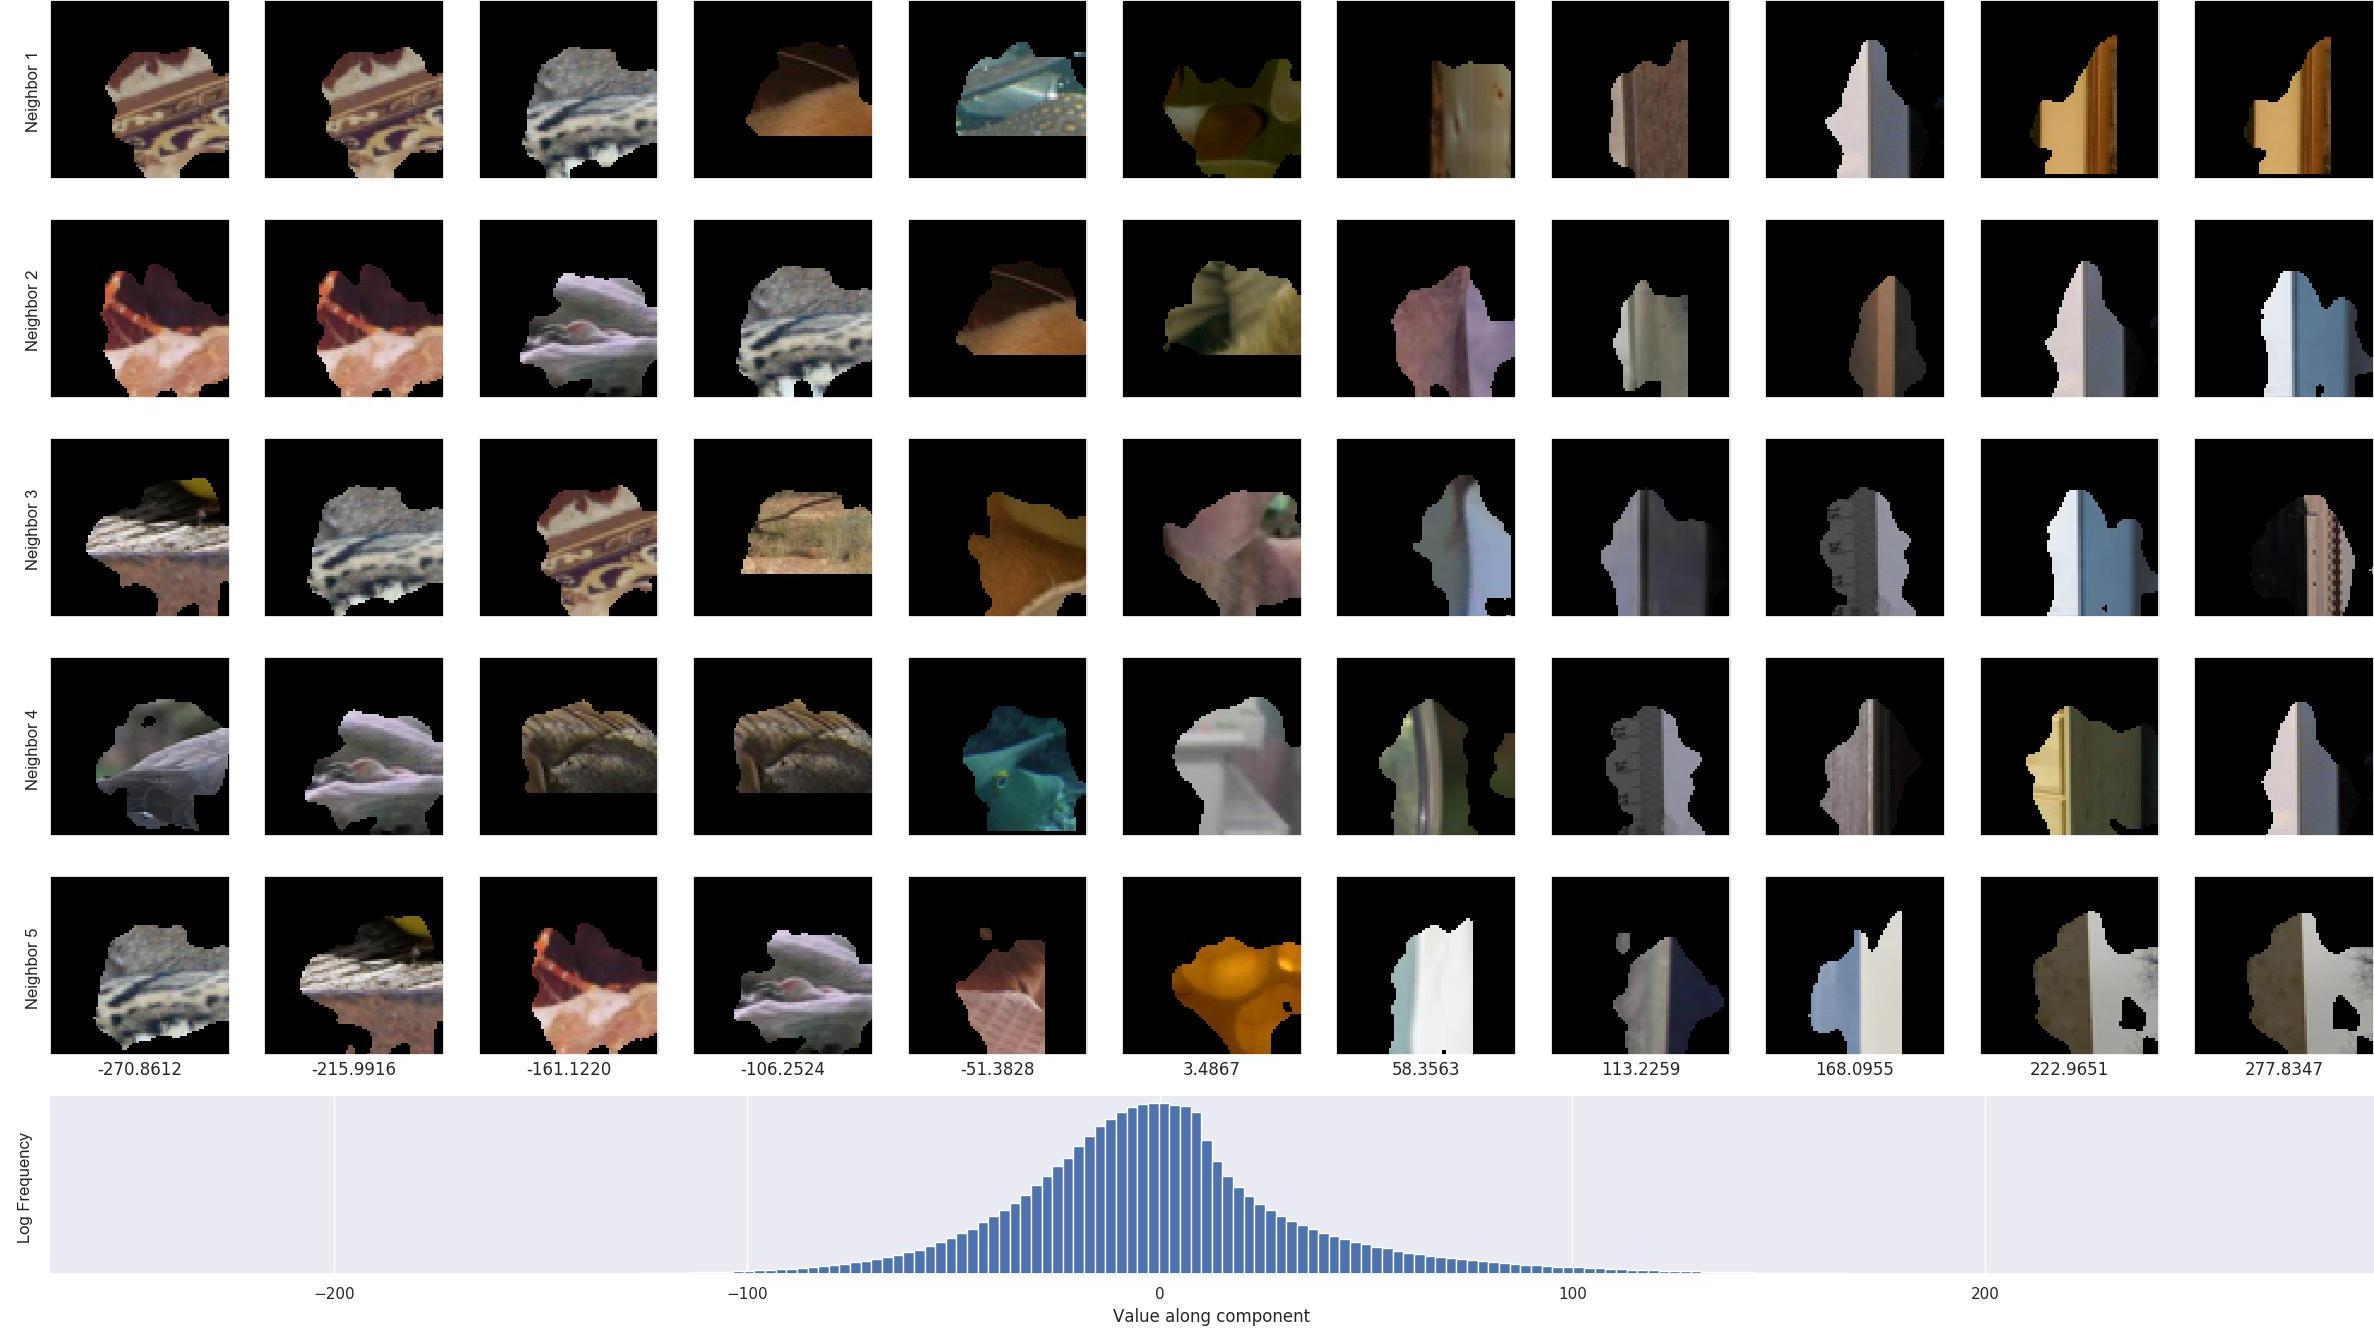 Neighbor 1
Neighbor 2
Neighbor 3
Neighbor 4
Neighbor 5
-270.8612 -215.9916 -161.1220 -106.2524 -51.3828 3.4867 58.3563 113.2259 168.0955 222.9651 277.8347
Log Frequency
−200 −100 0 100 200
Value along component